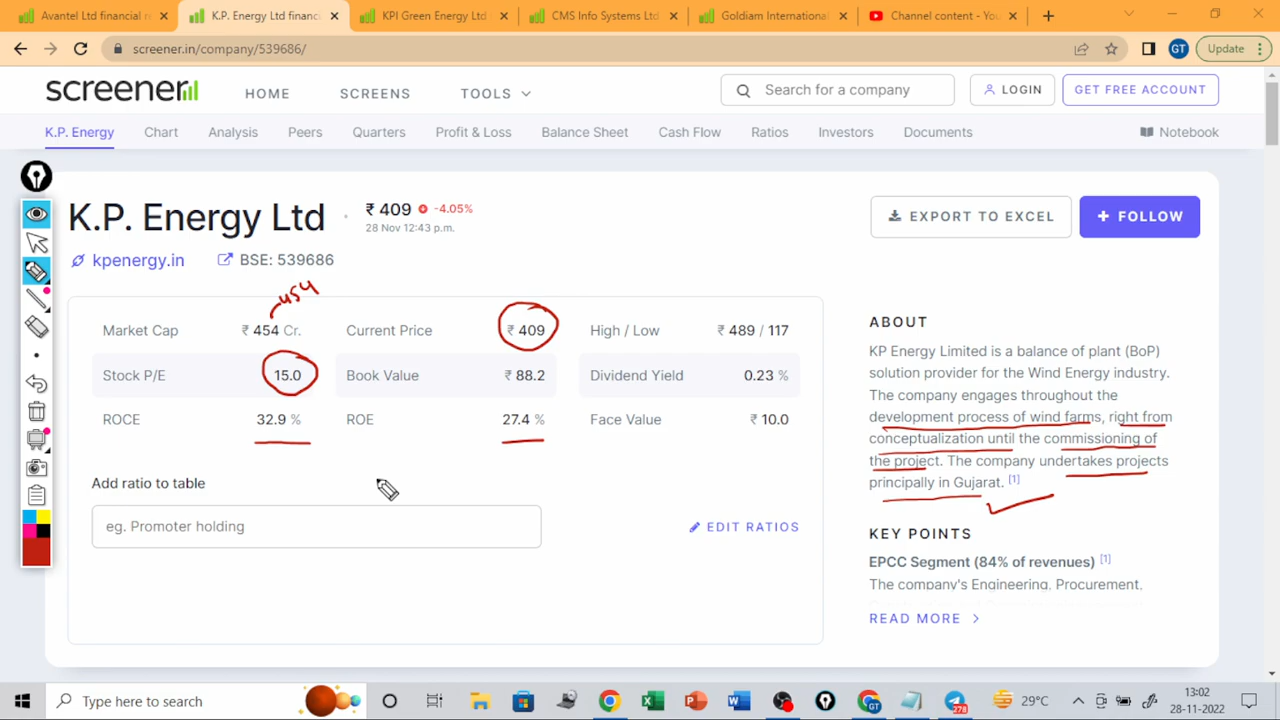 Avantel Ltd financial re
K.P. Energy Ltd financ
KPI Green Energy Ltd
CMS Info Systems Ltd
Goldiam International
Channel content - You
screener.in/company/539686/
GT
Update
screener
HOME
SCREENS
TOOLS
Search for a company
LOGIN
GET FREE ACCOUNT
K.P. Energy
Chart
Analysis
Peers
Quarters
Profit & Loss
Balance Sheet
Cash Flow
Ratios
Investors
Documents
Notebook
K.P. Energy Ltd
₹ 409 -4.05%
28 Nov 12:43 p.m.
EXPORT TO EXCEL
+ FOLLOW
kpenergy.in
BSE: 539686
454
Market Cap ₹ 454 Cr.
Current Price ₹ 409
High / Low ₹ 489 / 117
Stock P/E 15.0
Book Value ₹ 88.2
Dividend Yield 0.23 %
ROCE 32.9 %
ROE 27.4 %
Face Value ₹ 10.0
Add ratio to table
eg. Promoter holding
EDIT RATIOS
ABOUT
KP Energy Limited is a balance of plant (BoP)
solution provider for the Wind Energy industry.
The company engages throughout the
development process of wind farms, right from
conceptualization until the commissioning of
the project. The company undertakes projects
principally in Gujarat. [1]
KEY POINTS
EPCC Segment (84% of revenues) [1]
The company's Engineering, Procurement,
READ MORE
Type here to search
GT
278
29°C
13:02
28-11-2022